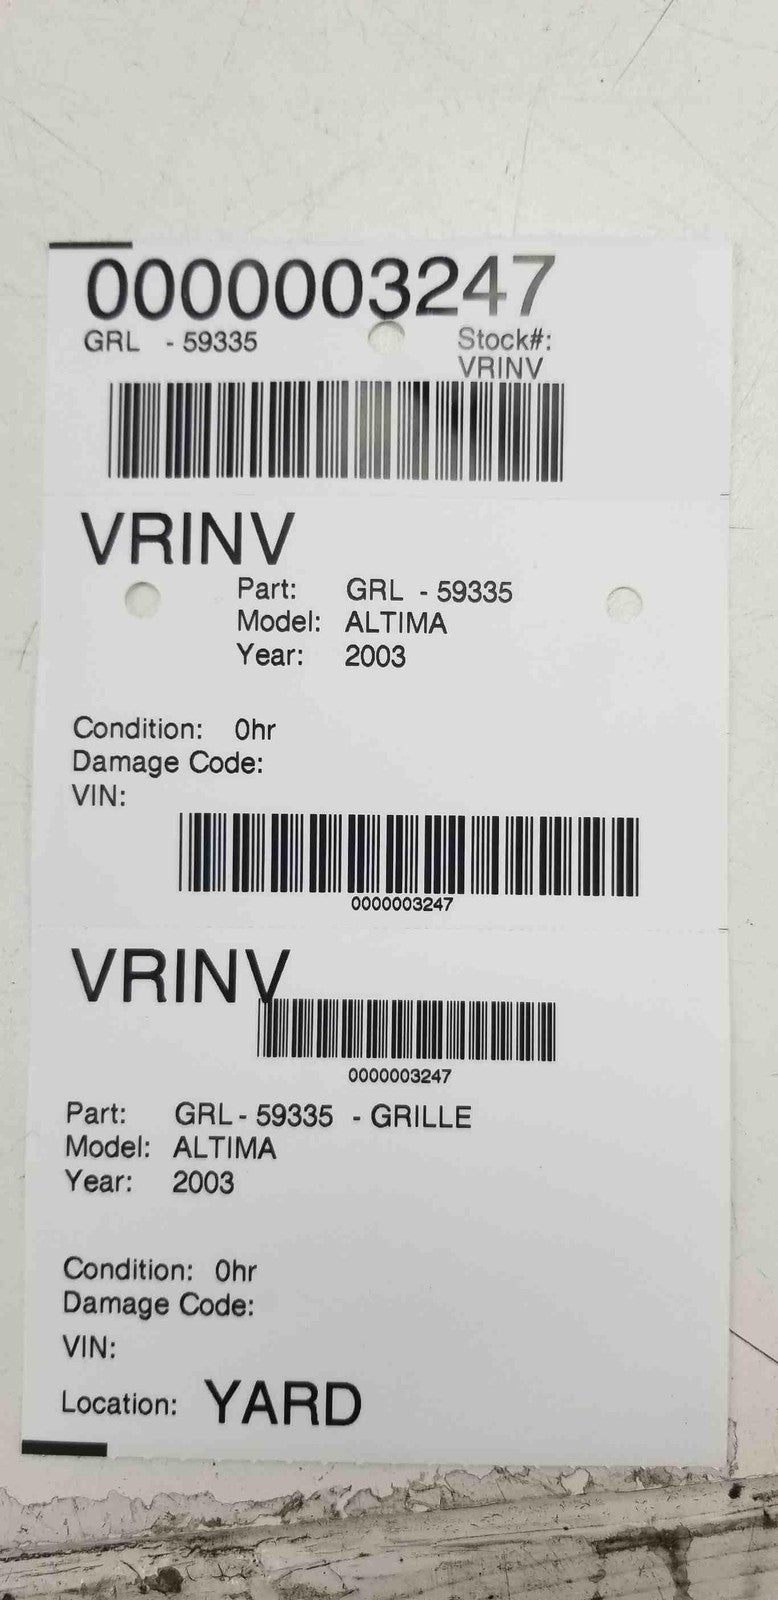 0000003247
GRL - 59335 Stock#:
VRINV
VRINV
Part: GRL - 59335
Model: ALTIMA
Year: 2003
Condition: 0hr
Damage Code:
VIN:
0000003247
VRINV
0000003247
Part: GRL - 59335 - GRILLE
Model: ALTIMA
Year: 2003
Condition: 0hr
Damage Code:
VIN:
Location: YARD